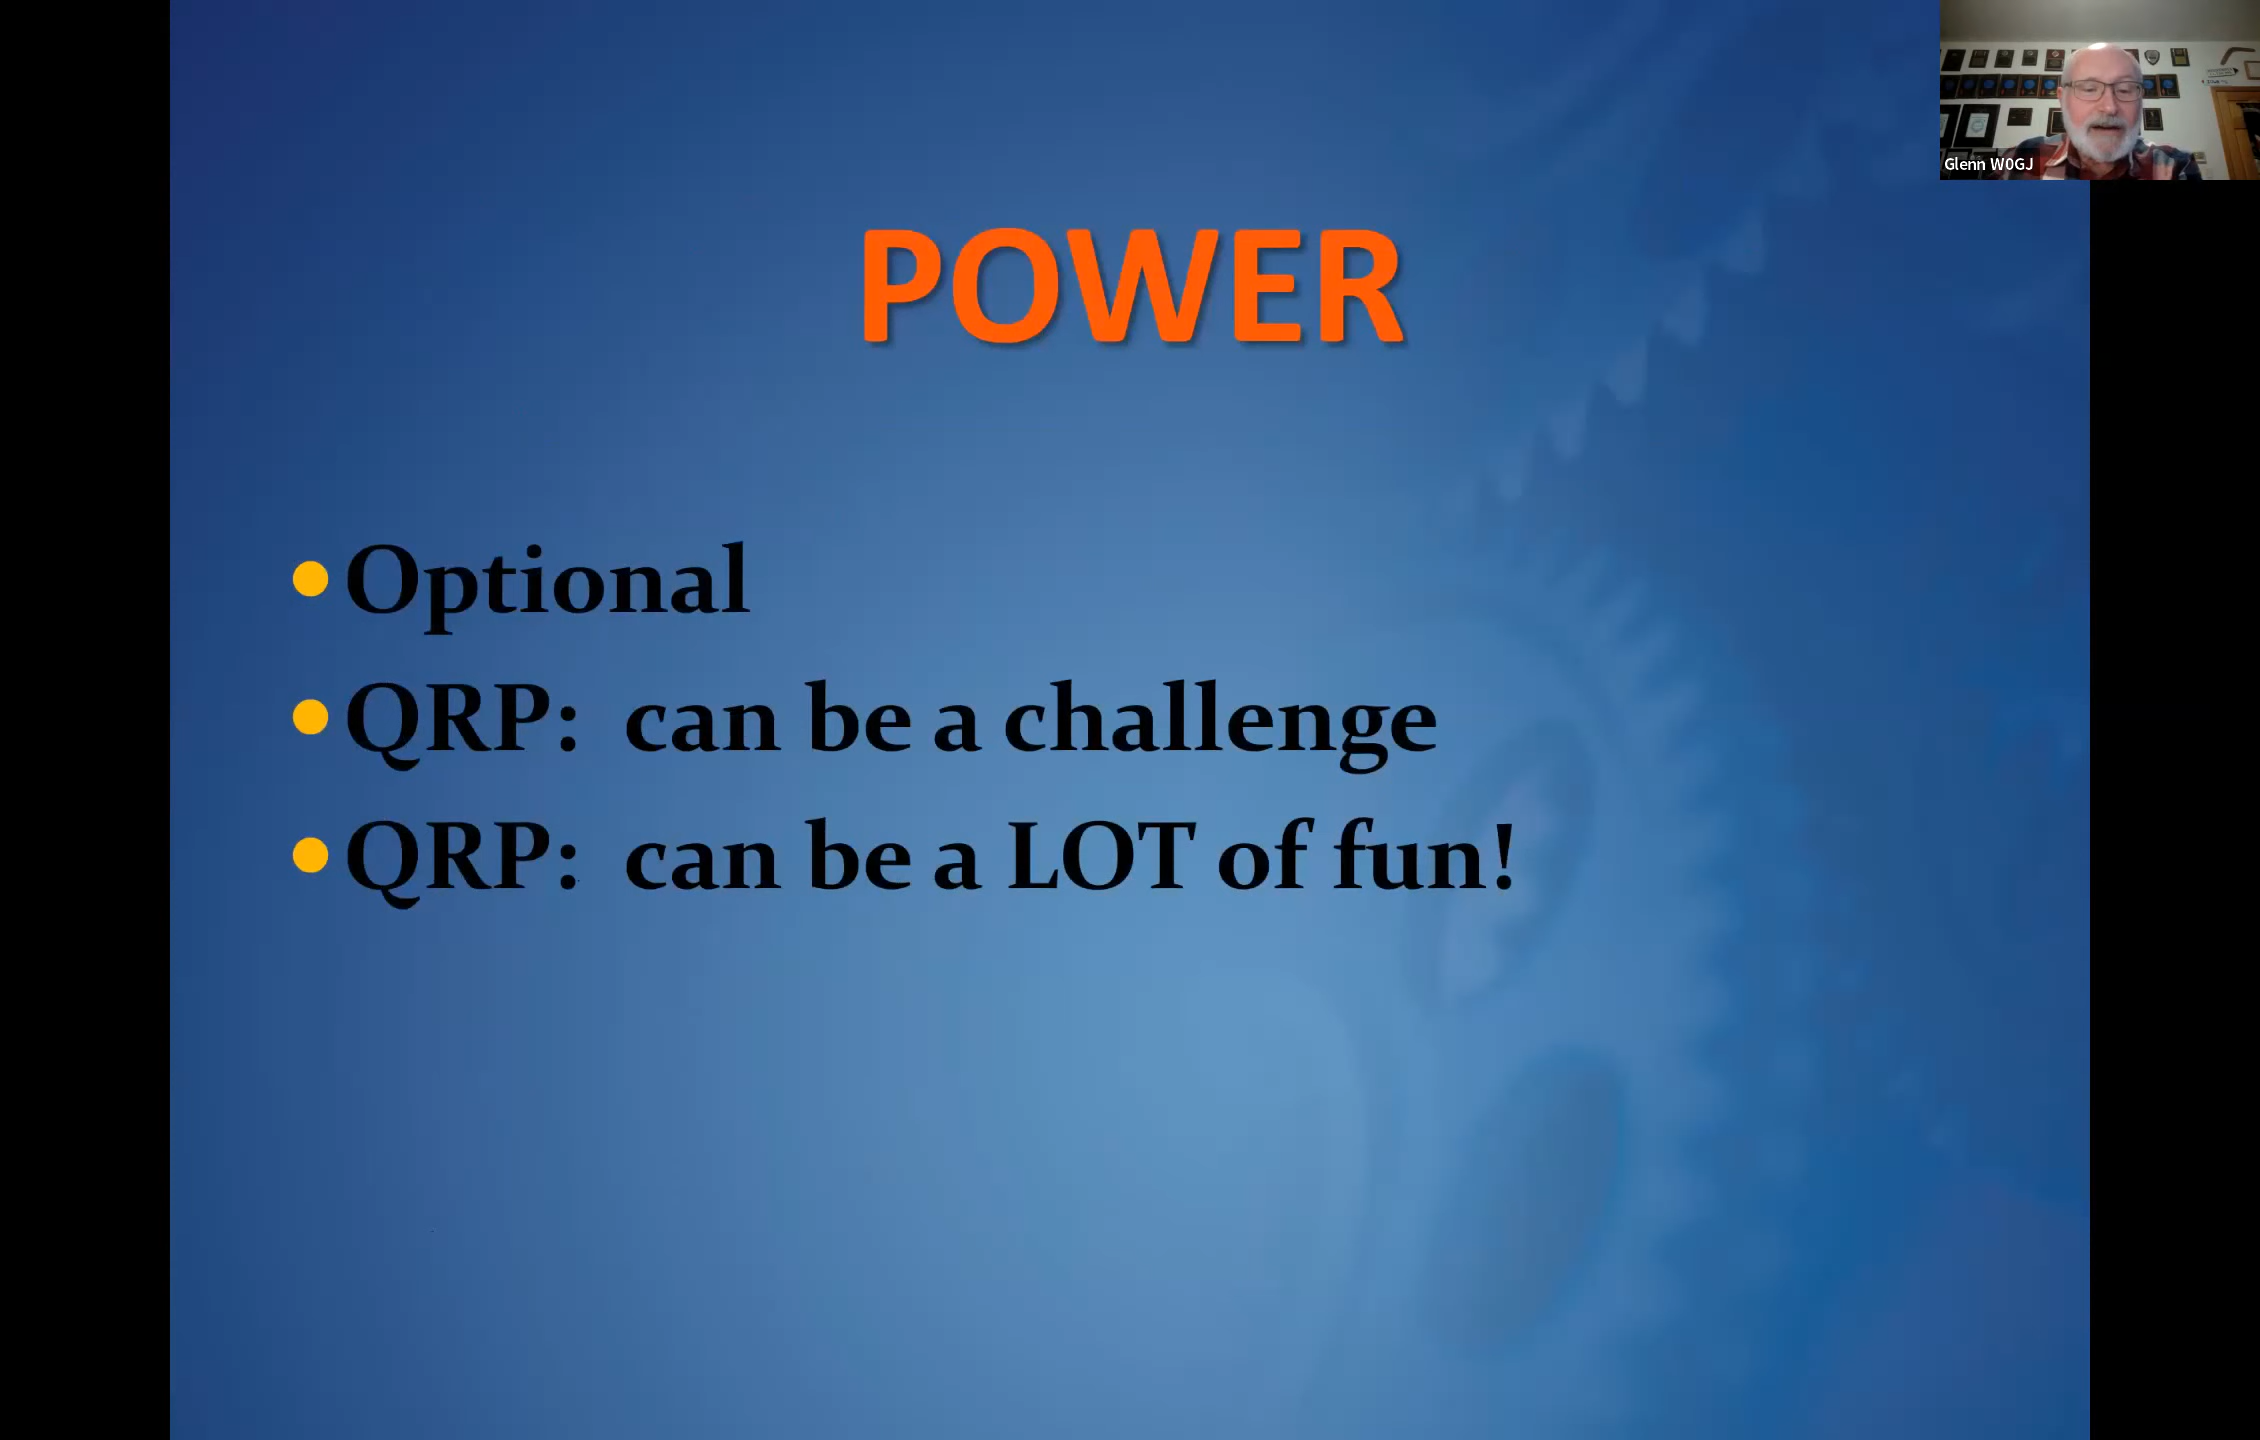 Glenn W0GJ
POWER
• Optional
• QRP:  can be a challenge
• QRP:  can be a LOT of fun!